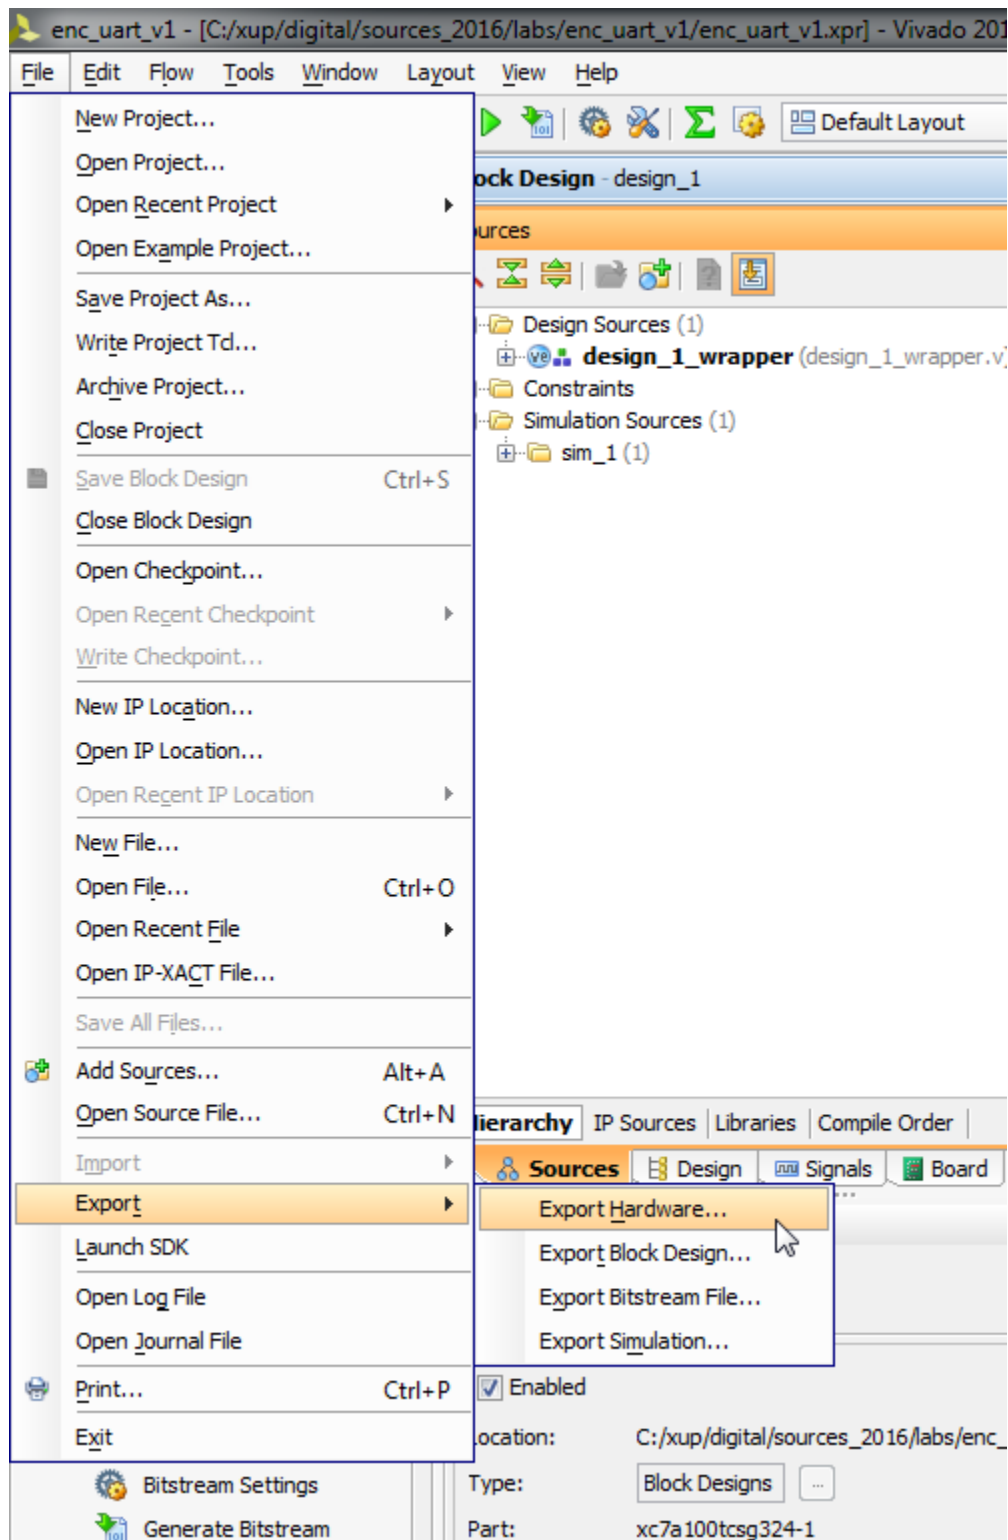 enc_uart_v1 - [C:/xup/digital/sources_2016/labs/enc_uart_v1/enc_uart_v1.xpr] - Vivado 201
File Edit Flow Tools Window Layout View Help
New Project...
Open Project...
Open Recent Project
Open Example Project...
Save Project As...
Write Project Tcl...
Archive Project...
Close Project
Save Block Design Ctrl+S
Close Block Design
Open Checkpoint...
Open Recent Checkpoint
Write Checkpoint...
New IP Location...
Open IP Location...
Open Recent IP Location
New File...
Open File... Ctrl+O
Open Recent File
Open IP-XACT File...
Save All Files...
Add Sources... Alt+A
Open Source File... Ctrl+N
Import
Export
Launch SDK
Open Log File
Open Journal File
Print... Ctrl+P
Exit
Bitstream Settings
Generate Bitstream
Default Layout
ock Design - design_1
urces
Design Sources (1)
design_1_wrapper (design_1_wrapper.v)
Constraints
Simulation Sources (1)
sim_1 (1)
Hierarchy IP Sources Libraries Compile Order
Sources Design Signals Board
Export Hardware...
Export Block Design...
Export Bitstream File...
Export Simulation...
Enabled
ocation: C:/xup/digital/sources_2016/labs/enc_
Type: Block Designs ...
Part: xc7a100tcsg324-1